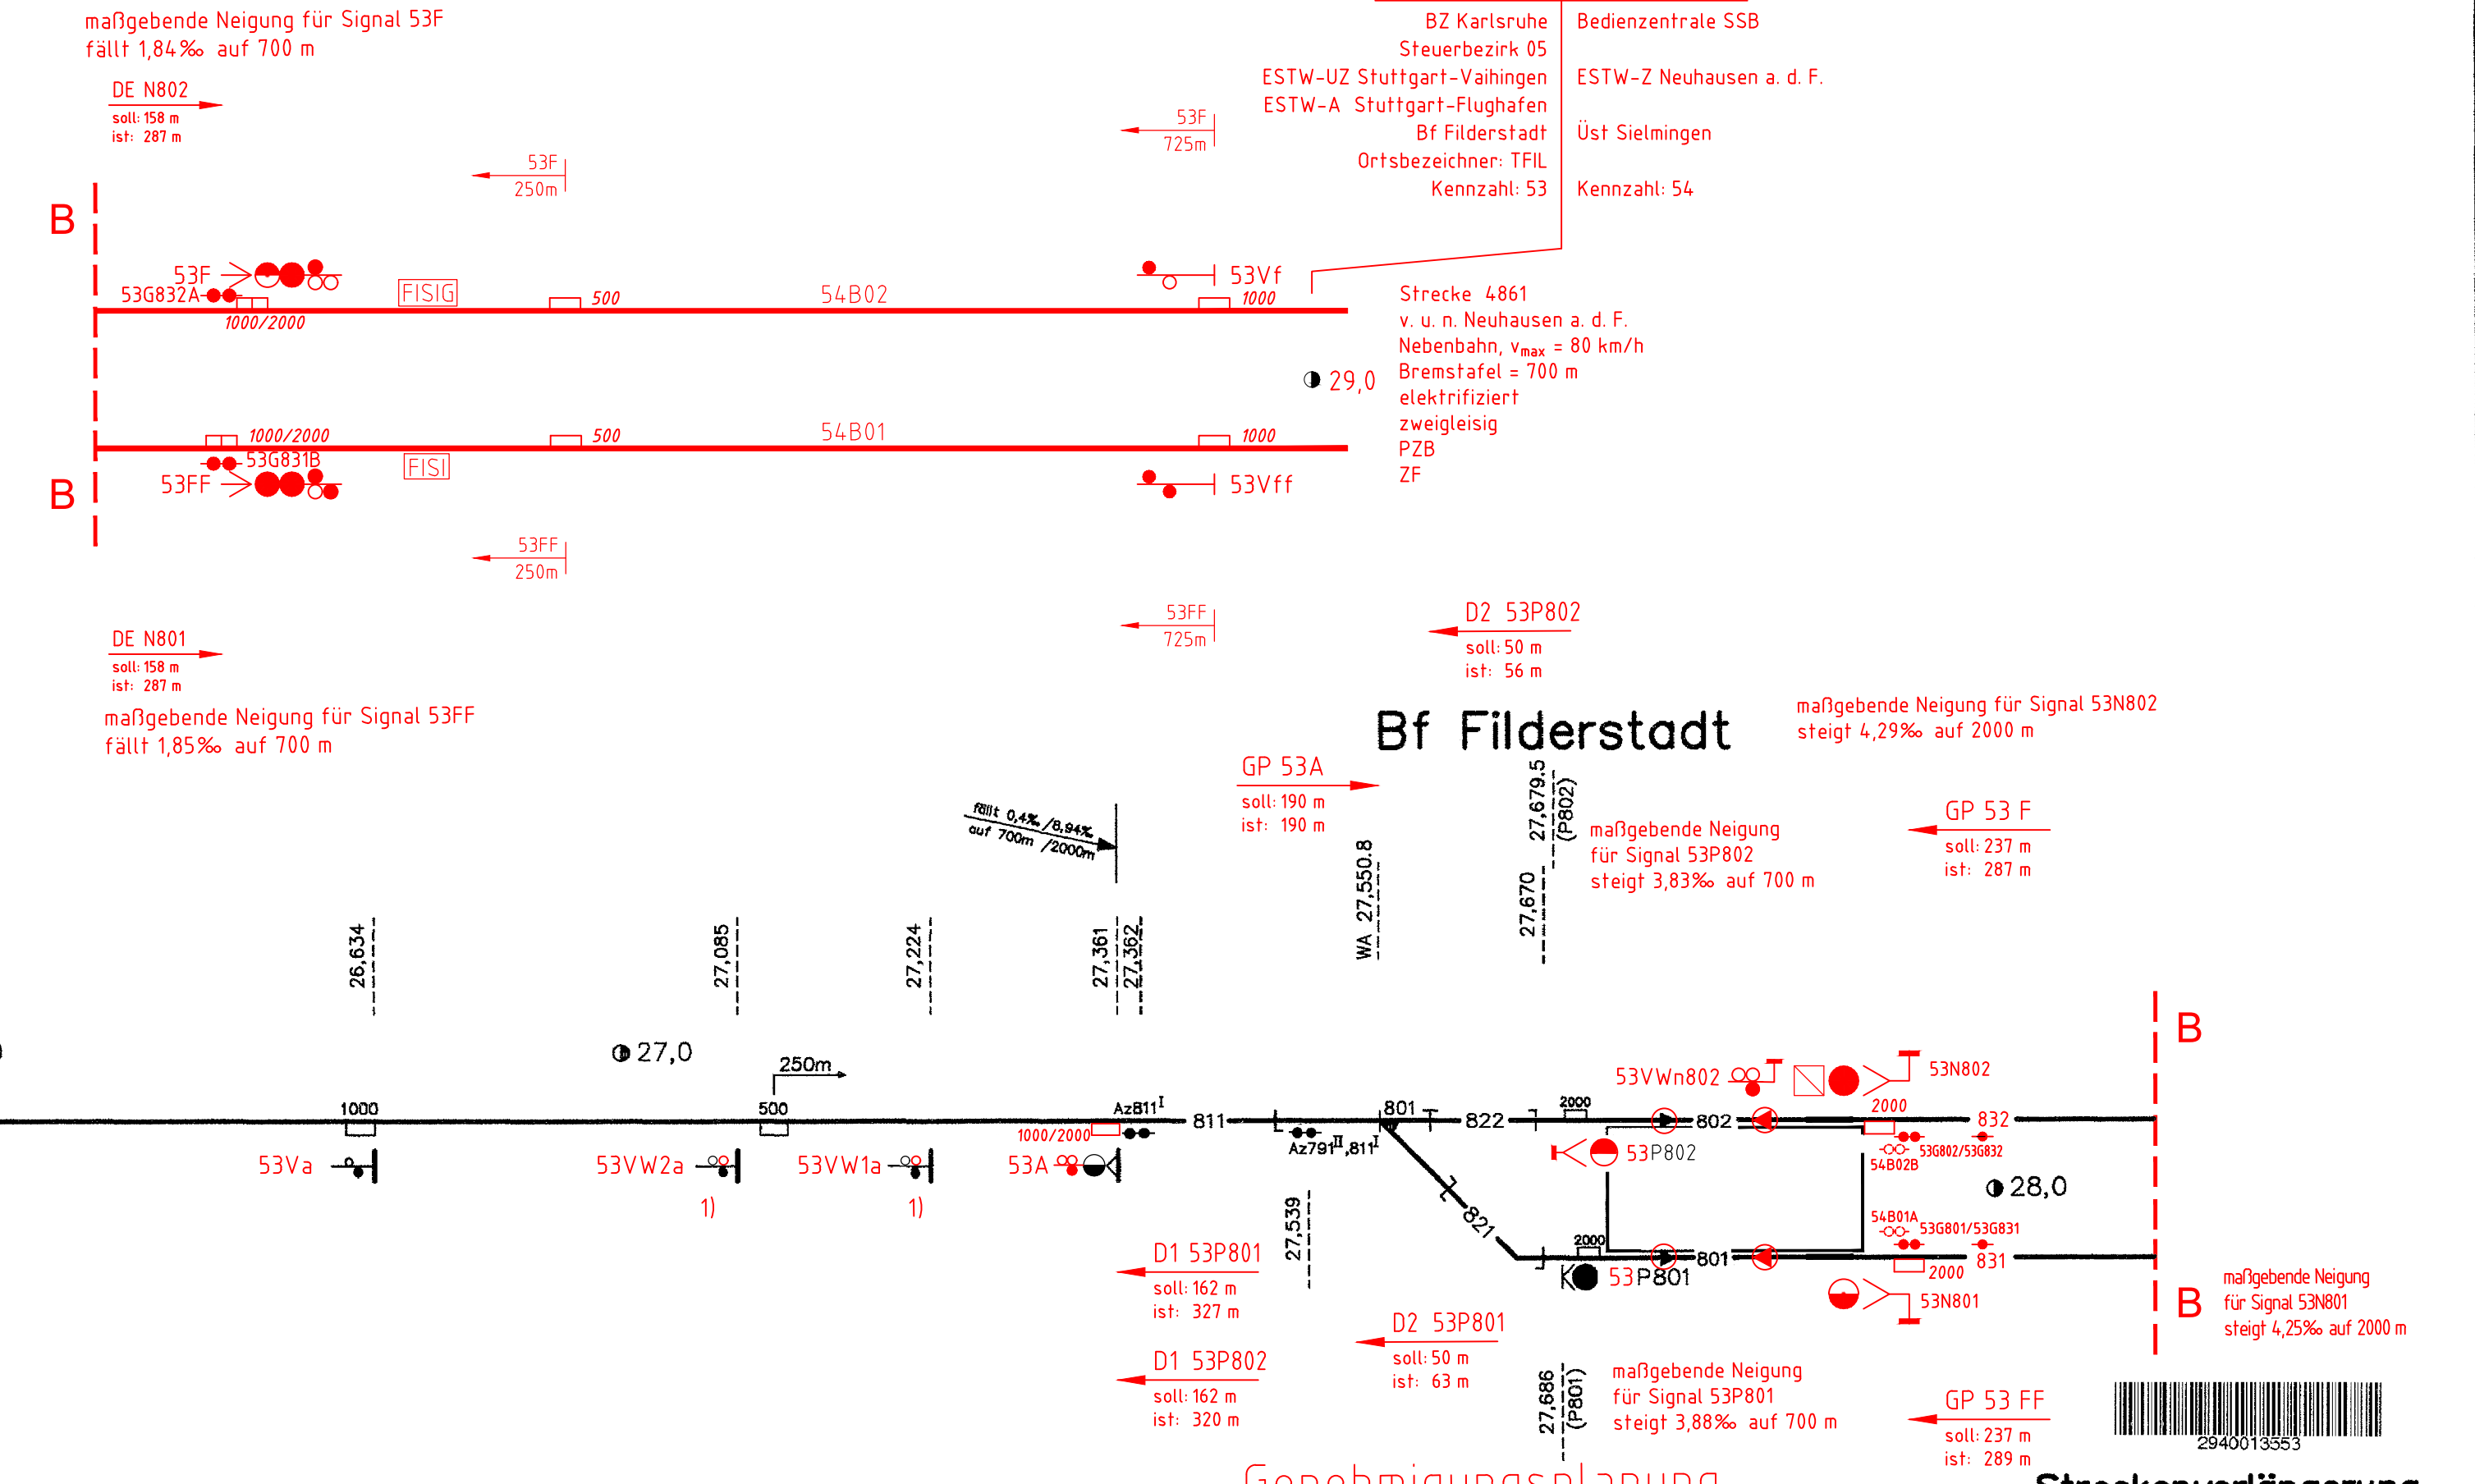 maßgebende Neigung für Signal 53F
fällt 1,84‰ auf 700 m
DE N802
soll: 158 m
ist: 287 m
53F
250m
53F
725m
BZ Karlsruhe
Steuerbezirk 05
ESTW-UZ Stuttgart-Vaihingen
ESTW-A Stuttgart-Flughafen
Bf Filderstadt
Ortsbezeichner: TFIL
Kennzahl: 53
Bedienzentrale SSB
ESTW-Z Neuhausen a. d. F.
Üst Sielmingen
Kennzahl: 54
B
53F
53G832A
1000/2000
FISIG
500
54B02
53Vf
1000
Strecke 4861
v. u. n. Neuhausen a. d. F.
Nebenbahn, vmax = 80 km/h
Bremstafel = 700 m
elektrifiziert
zweigleisig
PZB
ZF
29,0
B
1000/2000
53G831B
53FF
FISI
500
54B01
1000
53Vff
53FF
250m
53FF
725m
DE N801
soll: 158 m
ist: 287 m
maßgebende Neigung für Signal 53FF
fällt 1,85‰ auf 700 m
D2 53P802
soll: 50 m
ist: 56 m
Bf Filderstadt
maßgebende Neigung für Signal 53N802
steigt 4,29‰ auf 2000 m
GP 53A
soll: 190 m
ist: 190 m
27,679.5
(P802)
maßgebende Neigung
für Signal 53P802
steigt 3,83‰ auf 700 m
GP 53 F
soll: 237 m
ist: 287 m
fällt 0,4‰ /8,94‰
auf 700m /2000m
WA 27,550.8
27,670
26,634
27,085
27,224
27,361
27,362
27,0
250m
1000
500
AzB11I
1000/2000
811
Az791II,811I
801
822
2000
802
832
53VWn802
53N802
2000
53P802
53G802/53G832
54B02B
28,0
B
53Va
53VW2a
1)
53VW1a
1)
53A
27,539
821
2000
801
831
53P801
54B01A
53G801/53G831
2000
53N801
B
maßgebende Neigung
für Signal 53N801
steigt 4,25‰ auf 2000 m
D1 53P801
soll: 162 m
ist: 327 m
D2 53P801
soll: 50 m
ist: 63 m
D1 53P802
soll: 162 m
ist: 320 m
27,686
(P801)
maßgebende Neigung
für Signal 53P801
steigt 3,88‰ auf 700 m
GP 53 FF
soll: 237 m
ist: 289 m
2940013553
Genehmigungsplanung
Streckenverlängerung